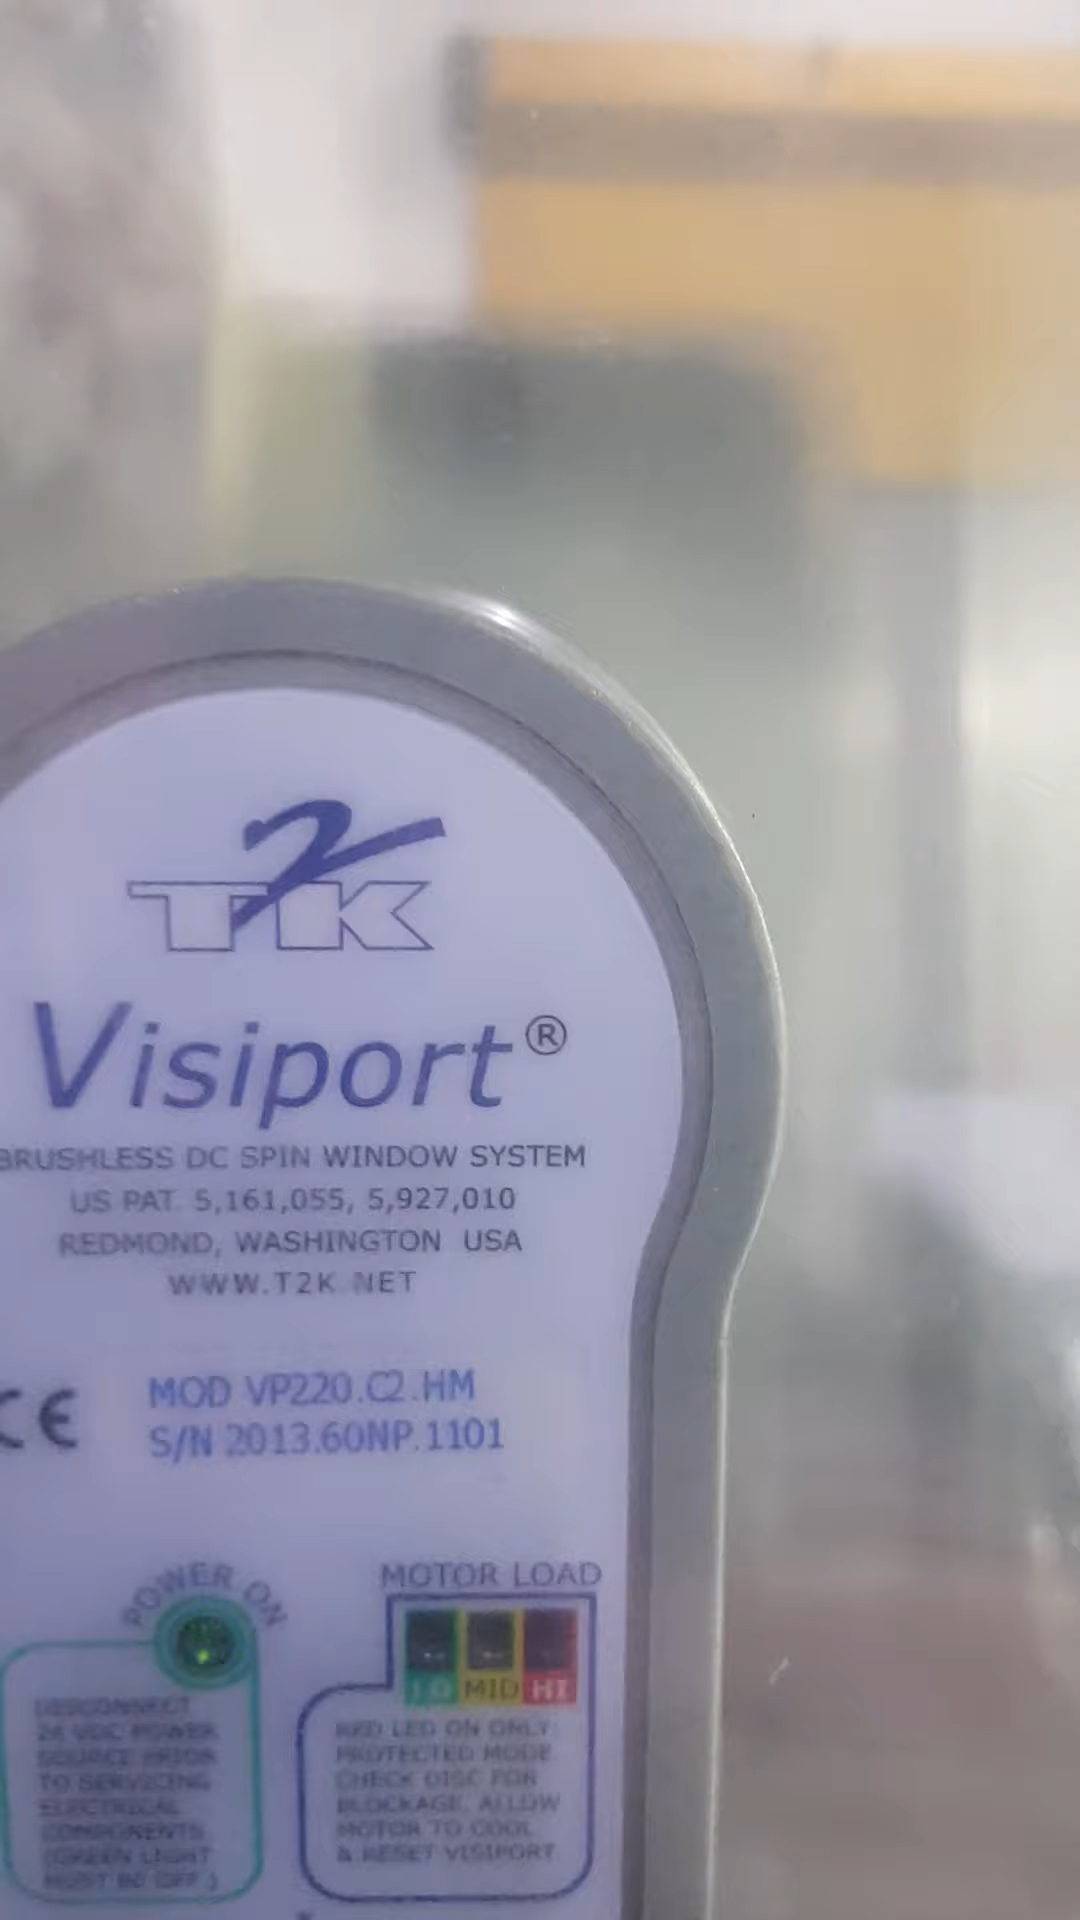 T2K
Visiport®
BRUSHLESS DC SPIN WINDOW SYSTEM
US PAT. 5,161,055, 5,927,010
REDMOND, WASHINGTON USA
WWW.T2K.NET
CE
MOD VP220.C2.HM
S/N 2013.60NP.1101
POWER ON
DISCONNECT
24 VDC POWER
SOURCE PRIOR
TO SERVICING
ELECTRICAL
COMPONENTS
(GREEN LIGHT
MUST BE OFF.)
MOTOR LOAD
LO MID HI
RED LED ON ONLY:
PROTECTED MODE.
CHECK DISC FOR
BLOCKAGE, ALLOW
MOTOR TO COOL
& RESET VISIPORT